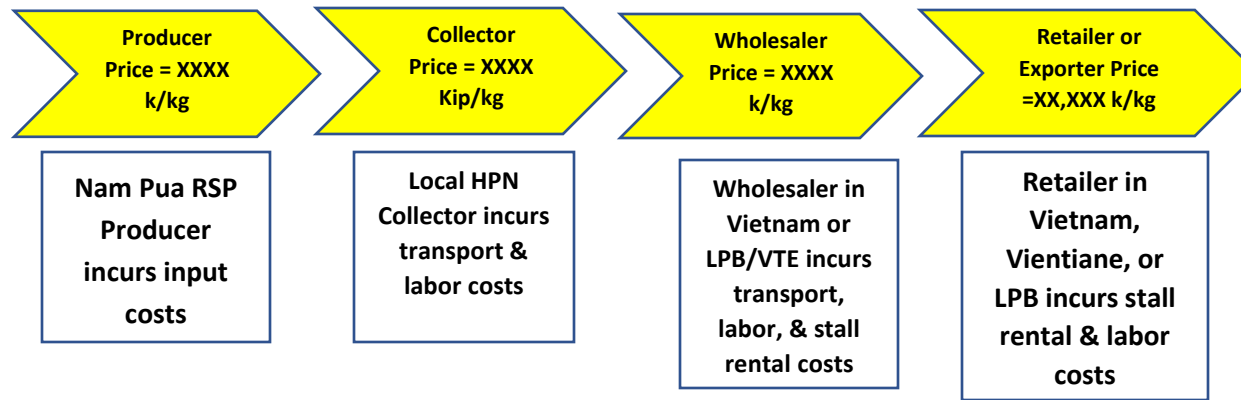 Producer
Price = XXXX
k/kg
Collector
Price = XXXX
Kip/kg
Wholesaler
Price = XXXX
k/kg
Retailer or
Exporter Price
=XX,XXX k/kg
Nam Pua RSP
Producer
incurs input
costs
Local HPN
Collector incurs
transport &
labor costs
Wholesaler in
Vietnam or
LPB/VTE incurs
transport,
labor, & stall
rental costs
Retailer in
Vietnam,
Vientiane, or
LPB incurs stall
rental & labor
costs